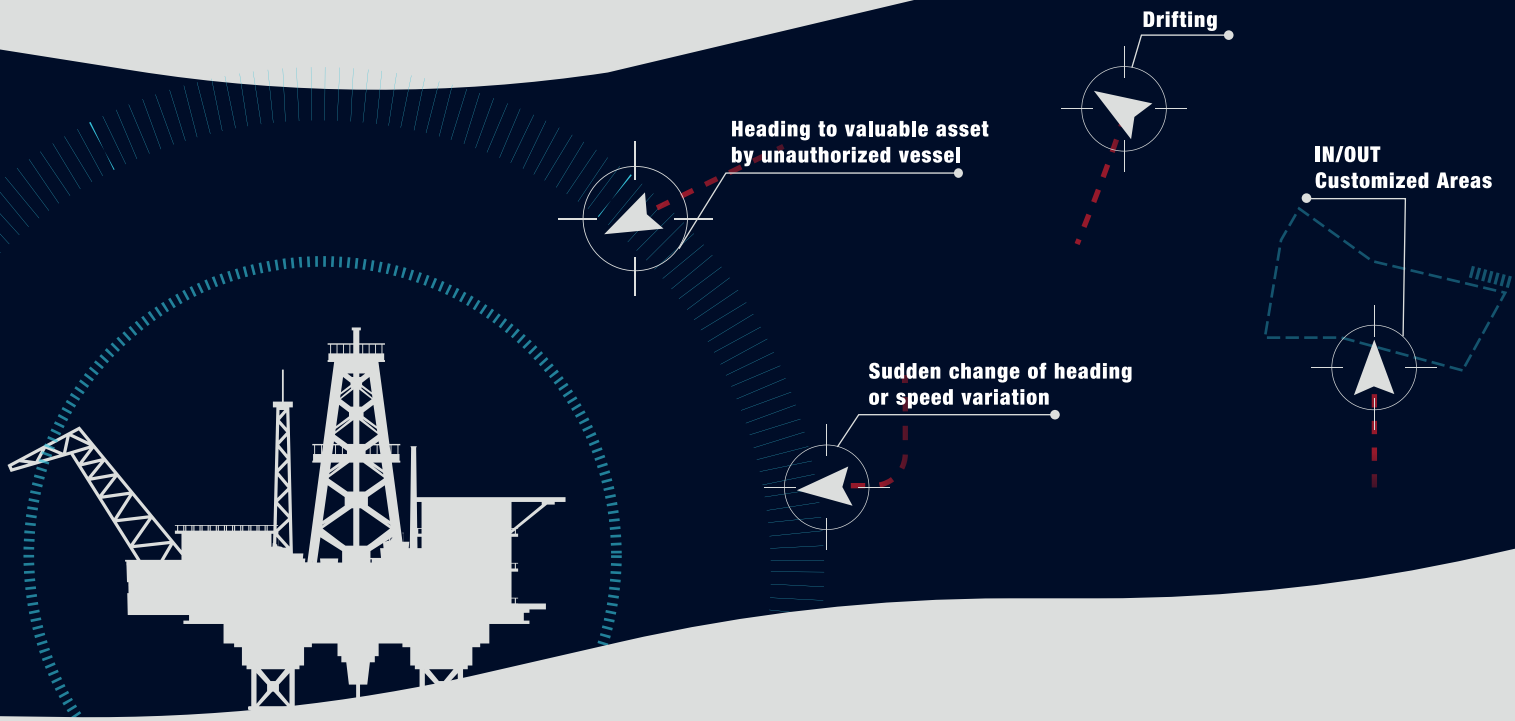 Drifting
Heading to valuable asset
by unauthorized vessel
IN/OUT
Customized Areas
Sudden change of heading
or speed variation